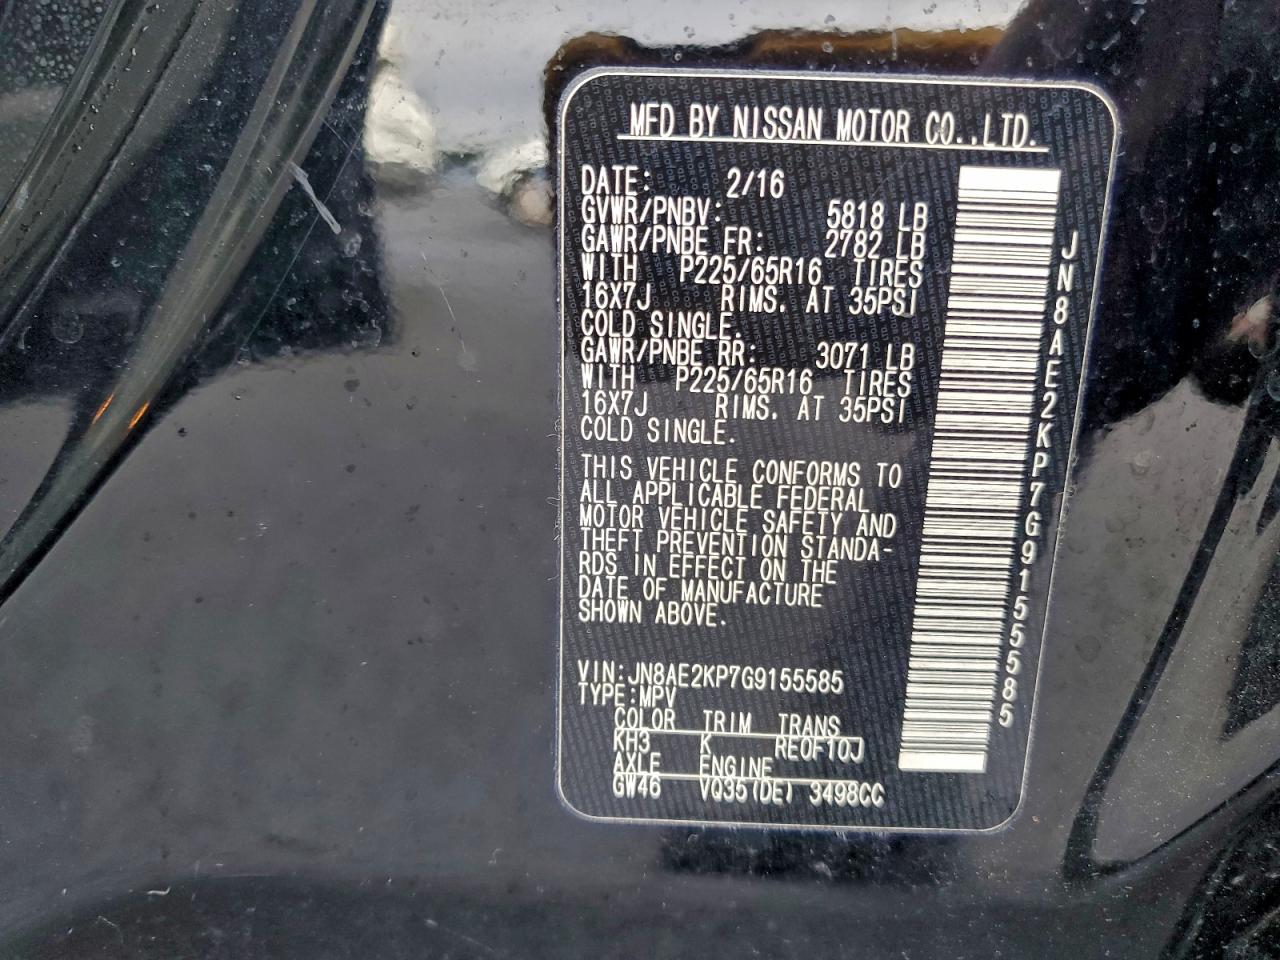 MFD BY NISSAN MOTOR CO.,LTD.
DATE: 2/16
GVWR/PNBV: 5818 LB
GAWR/PNBE FR: 2782 LB
WITH P225/65R16 TIRES
16X7J RIMS. AT 35PSI
COLD SINGLE.
GAWR/PNBE RR: 3071 LB
WITH P225/65R16 TIRES
16X7J RIMS. AT 35PSI
COLD SINGLE.
THIS VEHICLE CONFORMS TO
ALL APPLICABLE FEDERAL
MOTOR VEHICLE SAFETY AND
THEFT PREVENTION STANDA-
RDS IN EFFECT ON THE
DATE OF MANUFACTURE
SHOWN ABOVE.
VIN:JN8AE2KP7G9155585
TYPE:MPV
COLOR TRIM TRANS
KH3 K RE0F10J
AXLE ENGINE
GW46 VQ35(DE) 3498CC
JN8AE2KP7G9155585